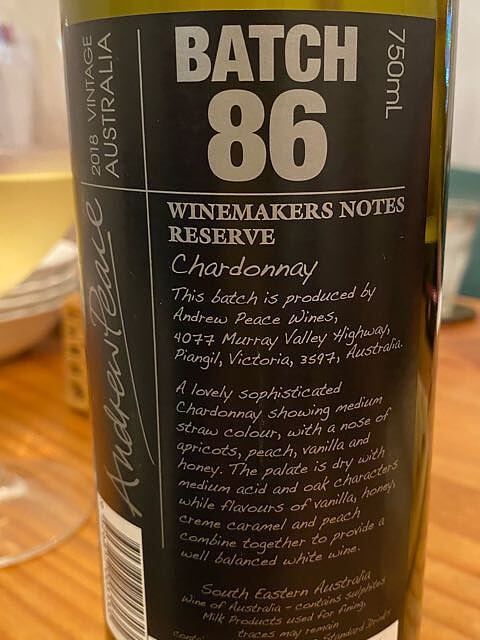 BATCH
86
750mL
2018 VINTAGE
AUSTRALIA
Andrew Peace
WINEMAKERS NOTES
RESERVE
Chardonnay
This batch is produced by
Andrew Peace Wines,
4077 Murray Valley Highway,
Piangil, Victoria, 3597, Australia.
A lovely sophisticated
Chardonnay showing medium
straw colour, with a nose of
apricots, peach, vanilla and
honey. The palate is dry with
medium acid and oak characters
while flavours of vanilla, honey,
creme caramel and peach
combine together to provide a
well balanced white wine.
South Eastern Australia
Wine of Australia - contains sulphites
Milk Products used for fining,
traces may remain
Standard Drinks